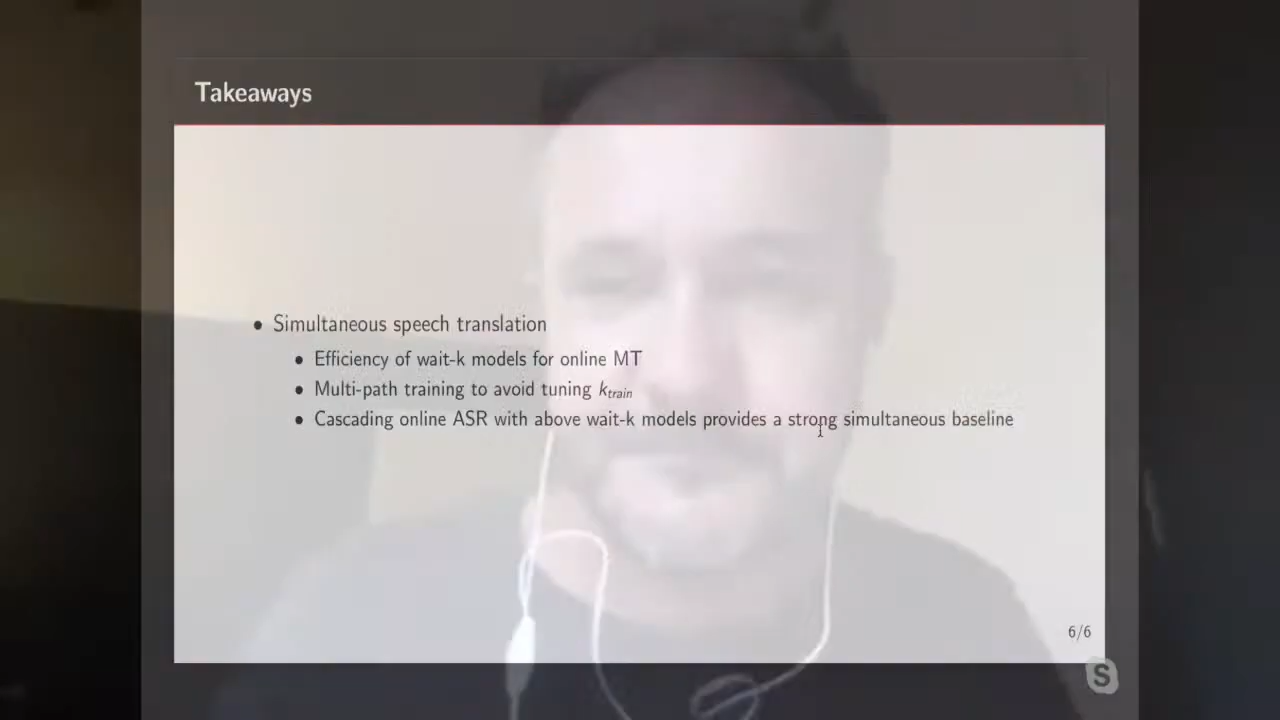 Takeaways
• Simultaneous speech translation
• Efficiency of wait-k models for online MT
• Multi-path training to avoid tuning k_train
• Cascading online ASR with above wait-k models provides a strong simultaneous baseline
6/6
S